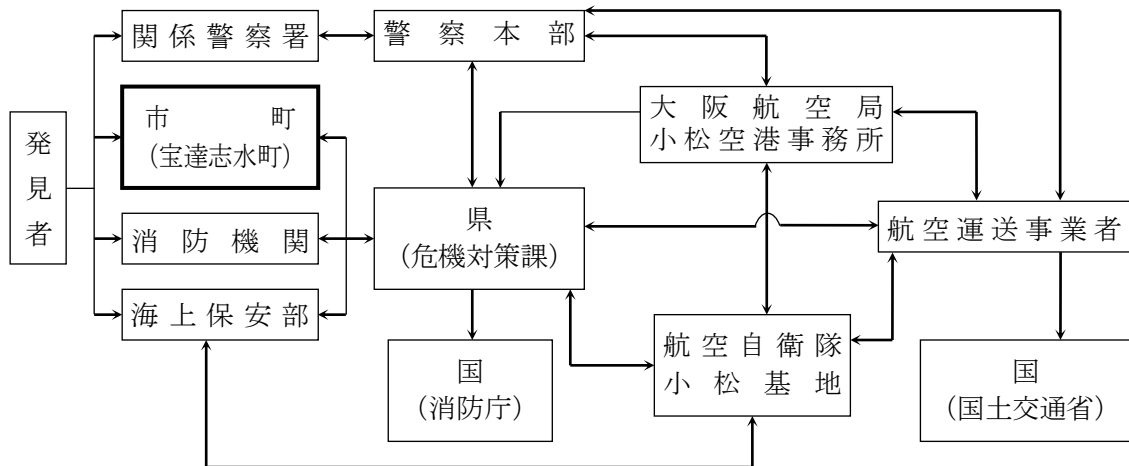 発見者
関係警察署
市町
（宝達志水町）
消防機関
海上保安部
警察本部
県
（危機対策課）
国
（消防庁）
大阪航空局
小松空港事務所
航空自衛隊
小松基地
航空運送事業者
国
（国土交通省）